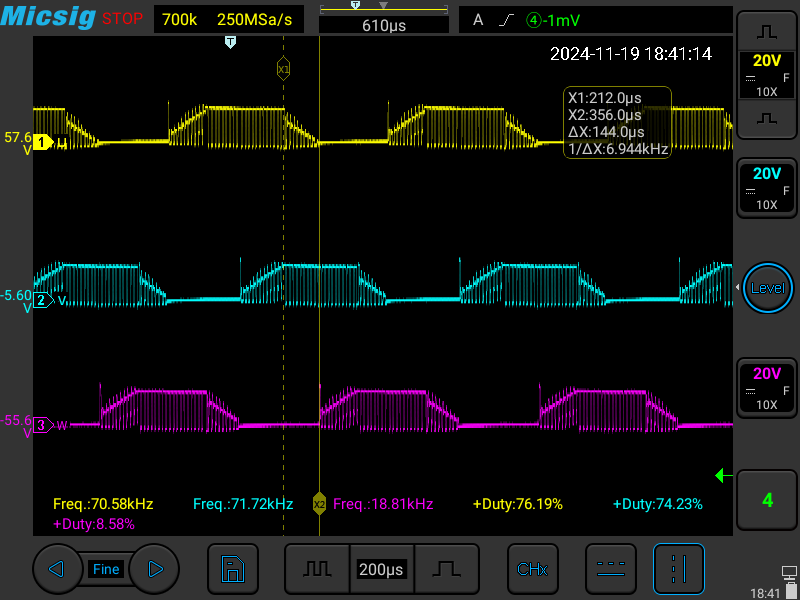 Micsig STOP 700k 250MSa/s T 610µs A 4 -1mV
T 2024-11-19 18:41:14
X1
20V
F
10X
X1:212.0µs
X2:356.0µs
ΔX:144.0µs
1/ΔX:6.944kHz
57.6 V 1 U
20V
F
10X
-5.60 V 2 V
Level
20V
F
10X
-55.6 V 3 W
4
Freq.:70.58kHz Freq.:71.72kHz X2 Freq.:18.81kHz +Duty:76.19% +Duty:74.23%
+Duty:8.58%
Fine 200µs CHx
18:41